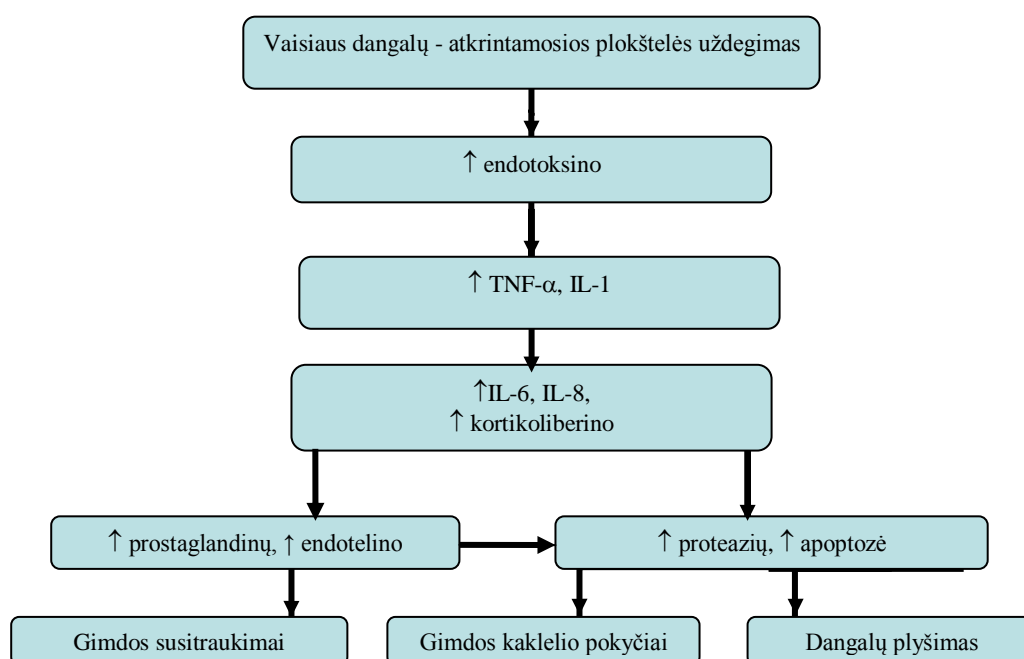 Vaisiaus dangalų - atkrintamosios plokštelės uždegimas
↑ endotoksino
↑ TNF-α, IL-1
↑IL-6, IL-8,
↑ kortikoliberino
↑ prostaglandinų, ↑ endotelino
↑ proteazių, ↑ apoptozė
Gimdos susitraukimai
Gimdos kaklelio pokyčiai
Dangalų plyšimas